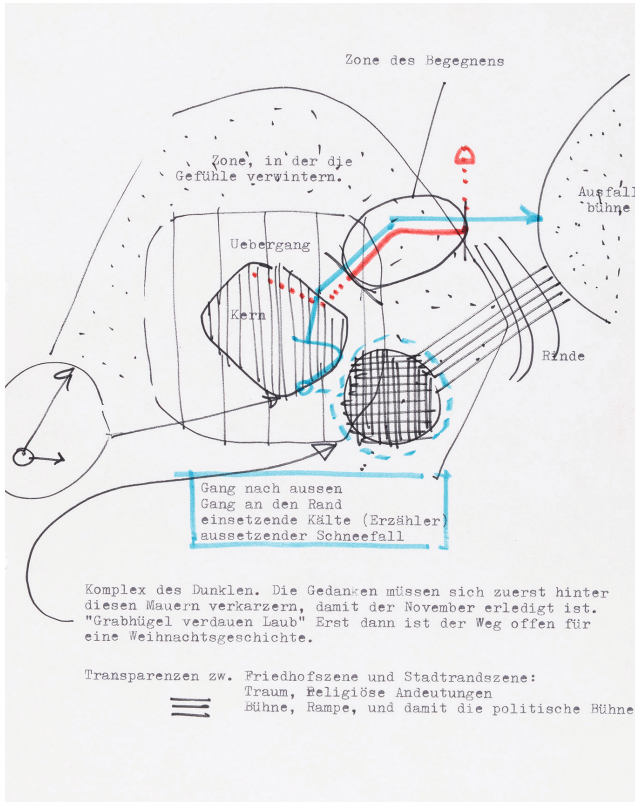 Zone des Begegnens
Zone, in der die
Gefühle verwintern.
Ausfall
bühne
Uebergang
Kern
Rinde
Gang nach aussen
Gang an den Rand
einsetzende Kälte (Erzähler)
aussetzender Schneefall
Komplex des Dunklen. Die Gedanken müssen sich zuerst hinter
diesen Mauern verkarzern, damit der November erledigt ist.
"Grabhügel verdauen Laub" Erst dann ist der Weg offen für
eine Weihnachtsgeschichte.
Transparenzen zw. Friedhofszene und Stadtrandszene:
Traum, Religiöse Andeutungen
Bühne, Rampe, und damit die politische Bühne